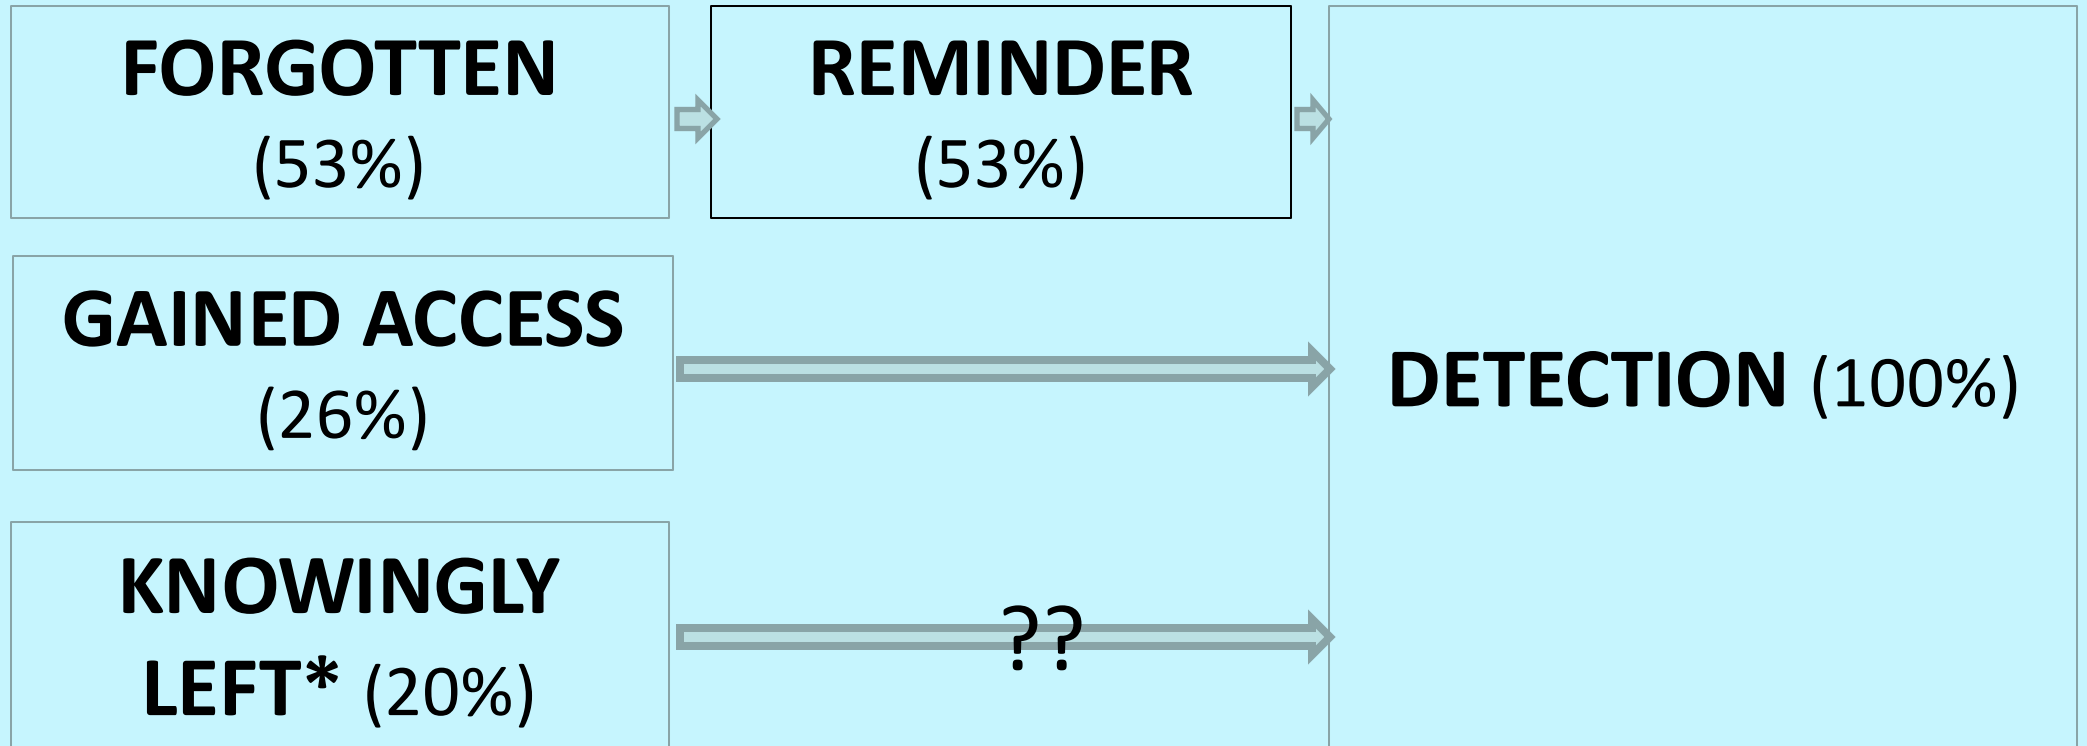 FORGOTTEN
(53%)
REMINDER
(53%)
GAINED ACCESS
(26%)
DETECTION (100%)
KNOWINGLY
LEFT* (20%)
??